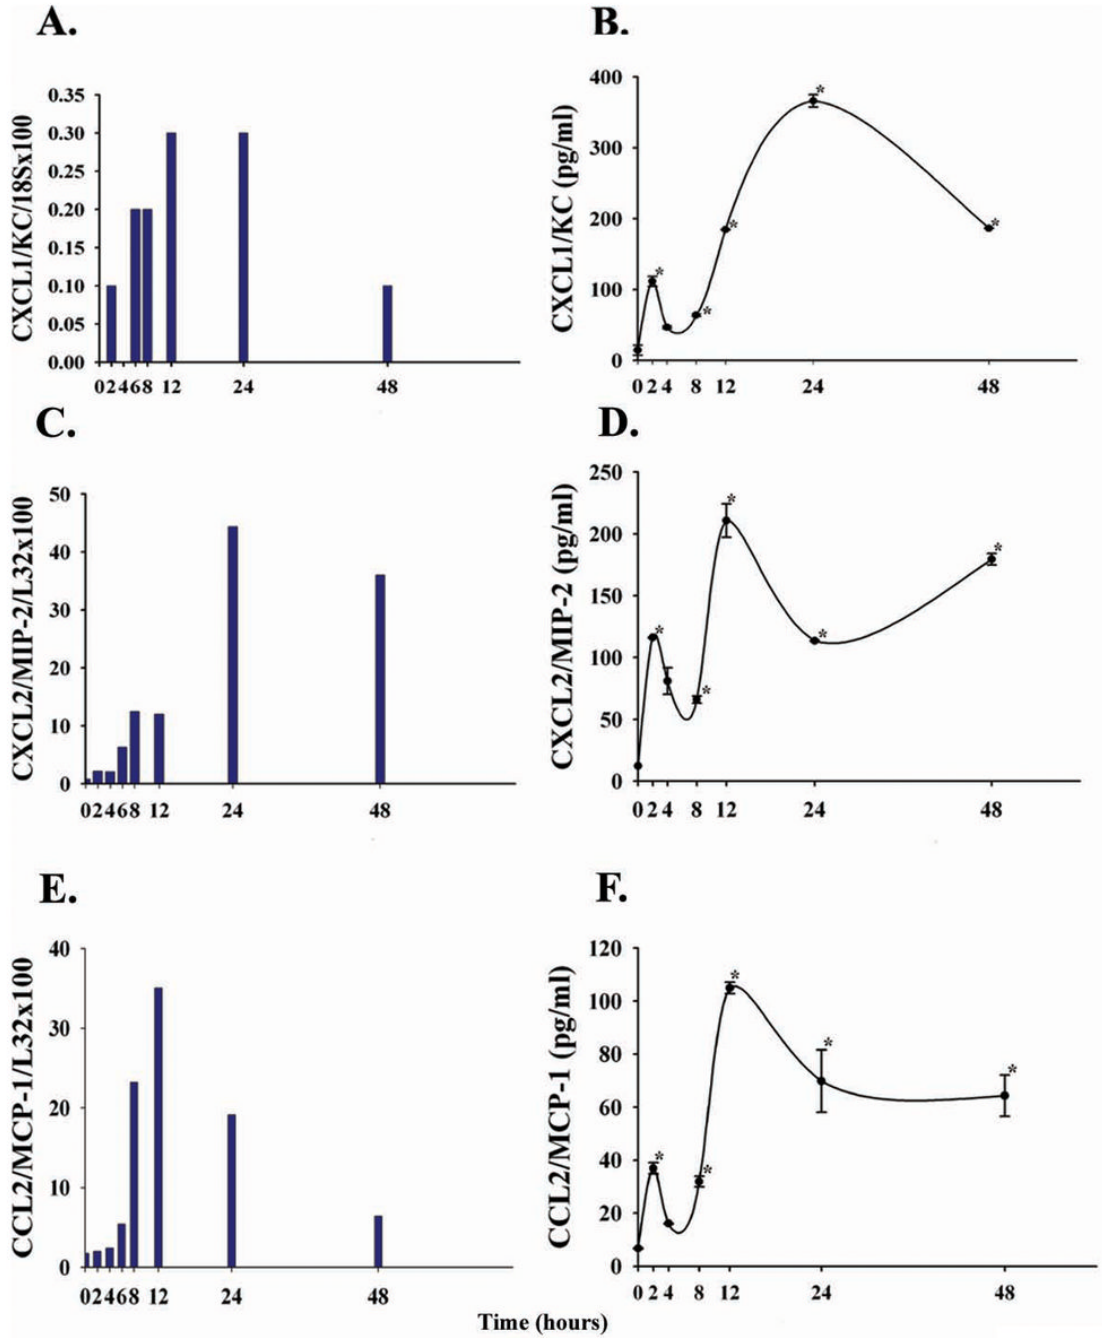 A.
CXCL1/KC/18Sx100
0.35
0.30
0.25
0.20
0.15
0.10
0.05
0.00
0 2 4 6 8 12 24 48
B.
CXCL1/KC (pg/ml)
400
300
200
100
0
* * * * *
0 2 4 8 12 24 48
C.
CXCL2/MIP-2/L32x100
50
40
30
20
10
0
0 2 4 6 8 12 24 48
D.
CXCL2/MIP-2 (pg/ml)
250
200
150
100
50
0
* * * * *
0 2 4 8 12 24 48
E.
CCL2/MCP-1/L32x100
40
30
20
10
0
0 2 4 6 8 12 24 48
F.
CCL2/MCP-1 (pg/ml)
120
100
80
60
40
20
0
* * * * *
0 2 4 8 12 24 48
Time (hours)